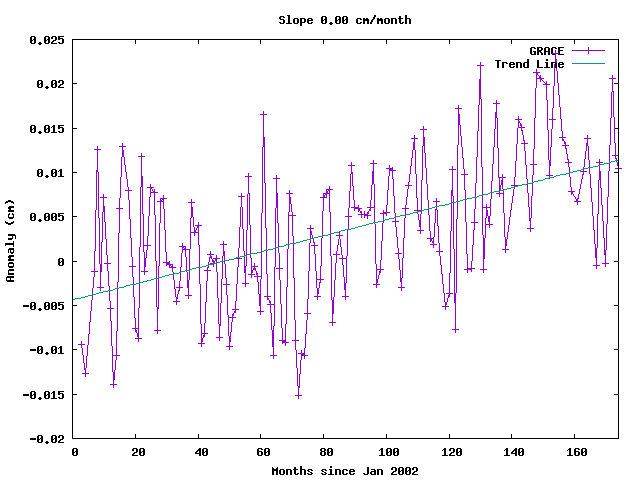 Slope 0.00 cm/month
GRACE
Trend Line
0.025
0.02
0.015
0.01
0.005
0
-0.005
-0.01
-0.015
-0.02
Anomaly (cm)
0 20 40 60 80 100 120 140 160
Months since Jan 2002